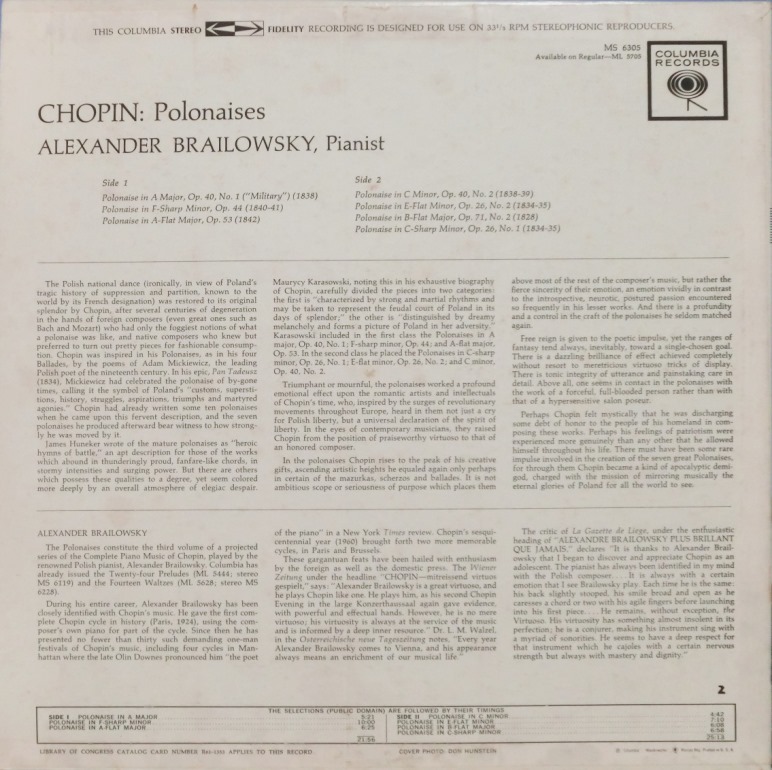 THIS COLUMBIA STEREO FIDELITY RECORDING IS DESIGNED FOR USE ON 33⅓ RPM STEREOPHONIC REPRODUCERS.
MS 6305
Available on Regular—ML 5705
COLUMBIA
RECORDS
CHOPIN: Polonaises
ALEXANDER BRAILOWSKY, Pianist
Side 1
Polonaise in A Major, Op. 40, No. 1 ("Military") (1838)
Polonaise in F-Sharp Minor, Op. 44 (1840-41)
Polonaise in A-Flat Major, Op. 53 (1842)
Side 2
Polonaise in C Minor, Op. 40, No. 2 (1838-39)
Polonaise in E-Flat Minor, Op. 26, No. 2 (1834-35)
Polonaise in B-Flat Major, Op. 71, No. 2 (1828)
Polonaise in C-Sharp Minor, Op. 26, No. 1 (1834-35)
The Polish national dance (ironically, in view of Poland's
tragic history of suppression and partition, known to the
world by its French designation) was restored to its original
splendor by Chopin, after several centuries of degeneration
in the hands of foreign composers (even great ones such as
Bach and Mozart) who had only the foggiest notions of what
a polonaise was like, and native composers who knew but
preferred to turn out pretty pieces for fashionable consump-
tion. Chopin was inspired in his Polonaises, as in his four
Ballades, by the poems of Adam Mickiewicz, the leading
Polish poet of the nineteenth century. In his epic, Pan Tadeusz
(1834), Mickiewicz had celebrated the polonaise of by-gone
times, calling it the symbol of Poland's "customs, supersti-
tions, history, struggles, aspirations, triumphs and martyred
agonies." Chopin had already written some ten polonaises
when he came upon this fervent description, and the seven
polonaises he produced afterward bear witness to how strong-
ly he was moved by it.
James Huneker wrote of the mature polonaises as "heroic
hymns of battle," an apt description for those of the works
which abound in thunderingly proud, fanfare-like chords, in
stormy intensities and surging power. But there are others
which possess these qualities to a degree, yet seem colored
more deeply by an overall atmosphere of elegiac despair.
Maurycy Karasowski, noting this in his exhaustive biography
of Chopin, carefully divided the pieces into two categories:
the first is "characterized by strong and martial rhythms and
may be taken to represent the feudal court of Poland in its
days of splendor;" the other is "distinguished by dreamy
melancholy and forms a picture of Poland in her adversity."
Karasowski included in the first class the Polonaises in A
major, Op. 40, No. 1; F-sharp minor, Op. 44; and A-flat major,
Op. 53. In the second class he placed the Polonaises in C-sharp
minor, Op. 26, No. 1; E-flat minor, Op. 26, No. 2; and C minor,
Op. 40, No. 2.
Triumphant or mournful, the polonaises worked a profound
emotional effect upon the romantic artists and intellectuals
of Chopin's time, who, inspired by the surges of revolutionary
movements throughout Europe, heard in them not just a cry
for Polish liberty, but a universal declaration of the spirit of
liberty. In the eyes of contemporary musicians, they raised
Chopin from the position of praiseworthy virtuoso to that of
an honored composer.
In the polonaises Chopin rises to the peak of his creative
gifts, ascending artistic heights he equaled again only perhaps
in certain of the mazurkas, scherzos and ballades. It is not
ambitious scope or seriousness of purpose which places them
above most of the rest of the composer's music, but rather the
fierce sincerity of their emotion, an emotion vividly in contrast
to the introspective, neurotic, postured passion encountered
so frequently in his lesser works. And there is a profundity
and a control in the craft of the polonaises he seldom matched
again.
Free reign is given to the poetic impulse, yet the ranges of
fantasy tend always, inevitably, toward a single-chosen goal.
There is a dazzling brilliance of effect achieved completely
without resort to meretricious virtuoso tricks of display.
There is tonic integrity of utterance and painstaking care in
detail. Above all, one seems in contact in the polonaises with
the work of a forceful, full-blooded person rather than with
that of a hypersensitive salon poseur.
Perhaps Chopin felt mystically that he was discharging
some debt of honor to the people of his homeland in com-
posing these works. Perhaps his feelings of patriotism were
experienced more genuinely than any other that he allowed
himself throughout his life. There must have been some rare
impulse involved in the creation of the seven great Polonaises,
for through them Chopin became a kind of apocalyptic demi-
god, charged with the mission of mirroring musically the
eternal glories of Poland for all the world to see.
ALEXANDER BRAILOWSKY
The Polonaises constitute the third volume of a projected
series of the Complete Piano Music of Chopin, played by the
renowned Polish pianist, Alexander Brailowsky. Columbia has
already issued the Twenty-four Preludes (ML 5444; stereo
MS 6119) and the Fourteen Waltzes (ML 5628; stereo MS
6228).
During his entire career, Alexander Brailowsky has been
closely identified with Chopin's music. He gave the first com-
plete Chopin cycle in history (Paris, 1924), using the com-
poser's own piano for part of the cycle. Since then he has
presented no fewer than thirty such demanding one-man
festivals of Chopin's music, including four cycles in Man-
hattan where the late Olin Downes pronounced him "the poet
of the piano" in a New York Times review. Chopin's sesqui-
centennial year (1960) brought forth two more memorable
cycles, in Paris and Brussels.
These gargantuan feats have been hailed with enthusiasm
by the foreign as well as the domestic press. The Wiener
Zeitung under the headline "CHOPIN—mitreissend virtuos
gespielt," says: "Alexander Brailowsky is a great virtuoso, and
he plays Chopin like one. He plays him, as his second Chopin
Evening in the large Konzerthaussaal again gave evidence,
with powerful and effectual hands. However, he is no mere
virtuoso; his virtuosity is always at the service of the music
and is informed by a deep inner resource." Dr. L. M. Walzel,
in the Österreichische neue Tageszeitung notes, "Every year
Alexander Brailowsky comes to Vienna, and his appearance
always means an enrichment of our musical life."
The critic of La Gazette de Liege, under the enthusiastic
heading of "ALEXANDRE BRAILOWSKY PLUS BRILLANT
QUE JAMAIS," declares "It is thanks to Alexander Brail-
owsky that I began to discover and appreciate Chopin as an
adolescent. The pianist has always been identified in my mind
with the Polish composer. . . . It is always with a certain
emotion that I see Brailowsky play. Each time he is the same:
his back slightly stooped, his smile broad and open as he
caresses a chord or two with his agile fingers before launching
into his first piece. . . . He remains, without exception, the
Virtuoso. His virtuosity has something almost insolent in its
perfection; he is a conjurer, making his instrument sing with
a myriad of sonorities. He seems to have a deep respect for
that instrument which he cajoles with a certain nervous
strength but always with mastery and dignity."
2
THE SELECTIONS (PUBLIC DOMAIN) ARE FOLLOWED BY THEIR TIMINGS
SIDE I POLONAISE IN A MAJOR 5:21
POLONAISE IN F-SHARP MINOR 10:00
POLONAISE IN A-FLAT MAJOR 6:25
21:56
SIDE II POLONAISE IN C MINOR 4:42
POLONAISE IN E-FLAT MINOR 7:10
POLONAISE IN B-FLAT MAJOR 6:08
POLONAISE IN C-SHARP MINOR 6:58
25:13
LIBRARY OF CONGRESS CATALOG CARD NUMBER APPLIES TO THIS RECORD
COVER PHOTO: DON HUNSTEIN